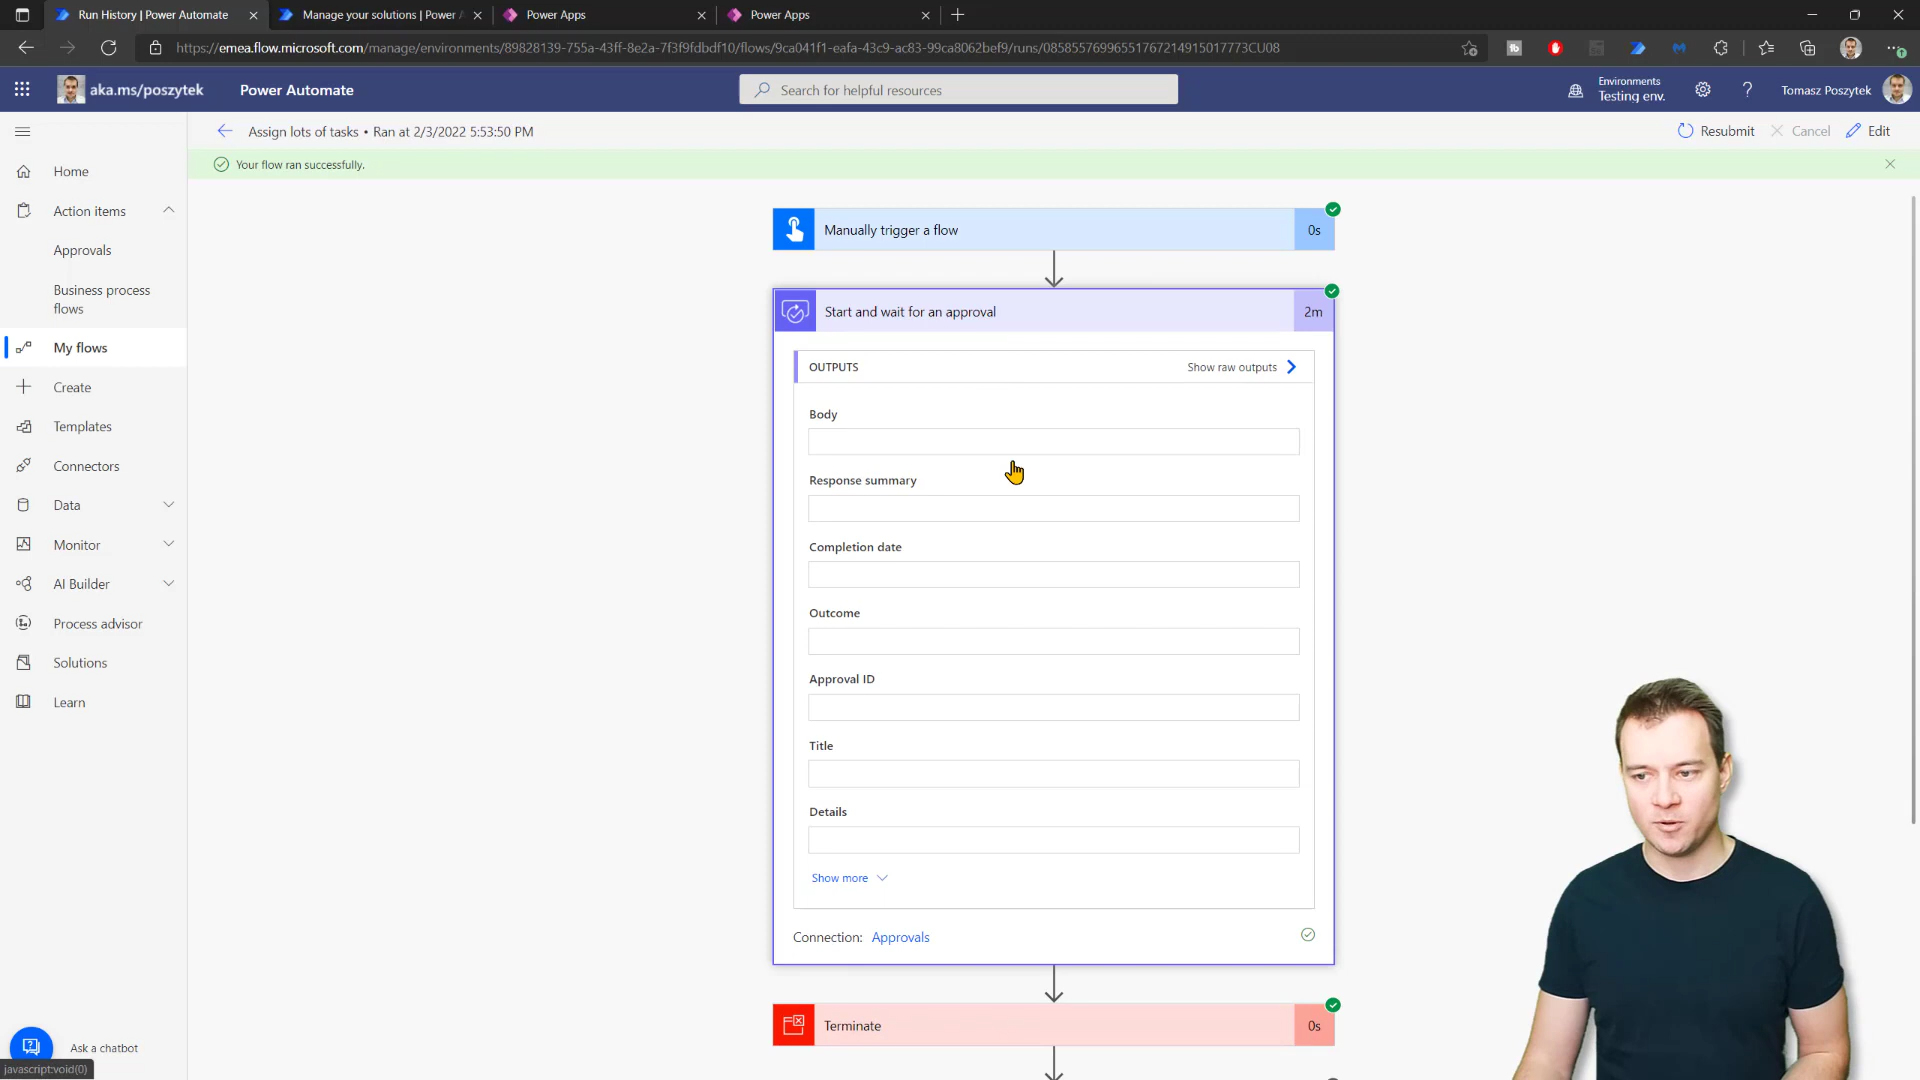 Run History | Power Automate
Manage your solutions | Power A
Power Apps
Power Apps
https://emea.flow.microsoft.com/manage/environments/89828139-755a-43ff-8e2a-7f3f9fdbdf10/flows/9ca041f1-eafa-43c9-ac83-99ca8062bef9/runs/08585576996551767214915017773CU08
aka.ms/poszytek
Power Automate
Search for helpful resources
Environments
Testing env.
Tomasz Poszytek
Assign lots of tasks • Ran at 2/3/2022 5:53:50 PM
Resubmit
Cancel
Edit
Your flow ran successfully.
Home
Action items
Approvals
Business process
flows
My flows
Create
Templates
Connectors
Data
Monitor
AI Builder
Process advisor
Solutions
Learn
Ask a chatbot
javascript:void(0)
Manually trigger a flow
0s
Start and wait for an approval
2m
OUTPUTS
Show raw outputs
Body
Response summary
Completion date
Outcome
Approval ID
Title
Details
Show more
Connection: Approvals
Terminate
0s